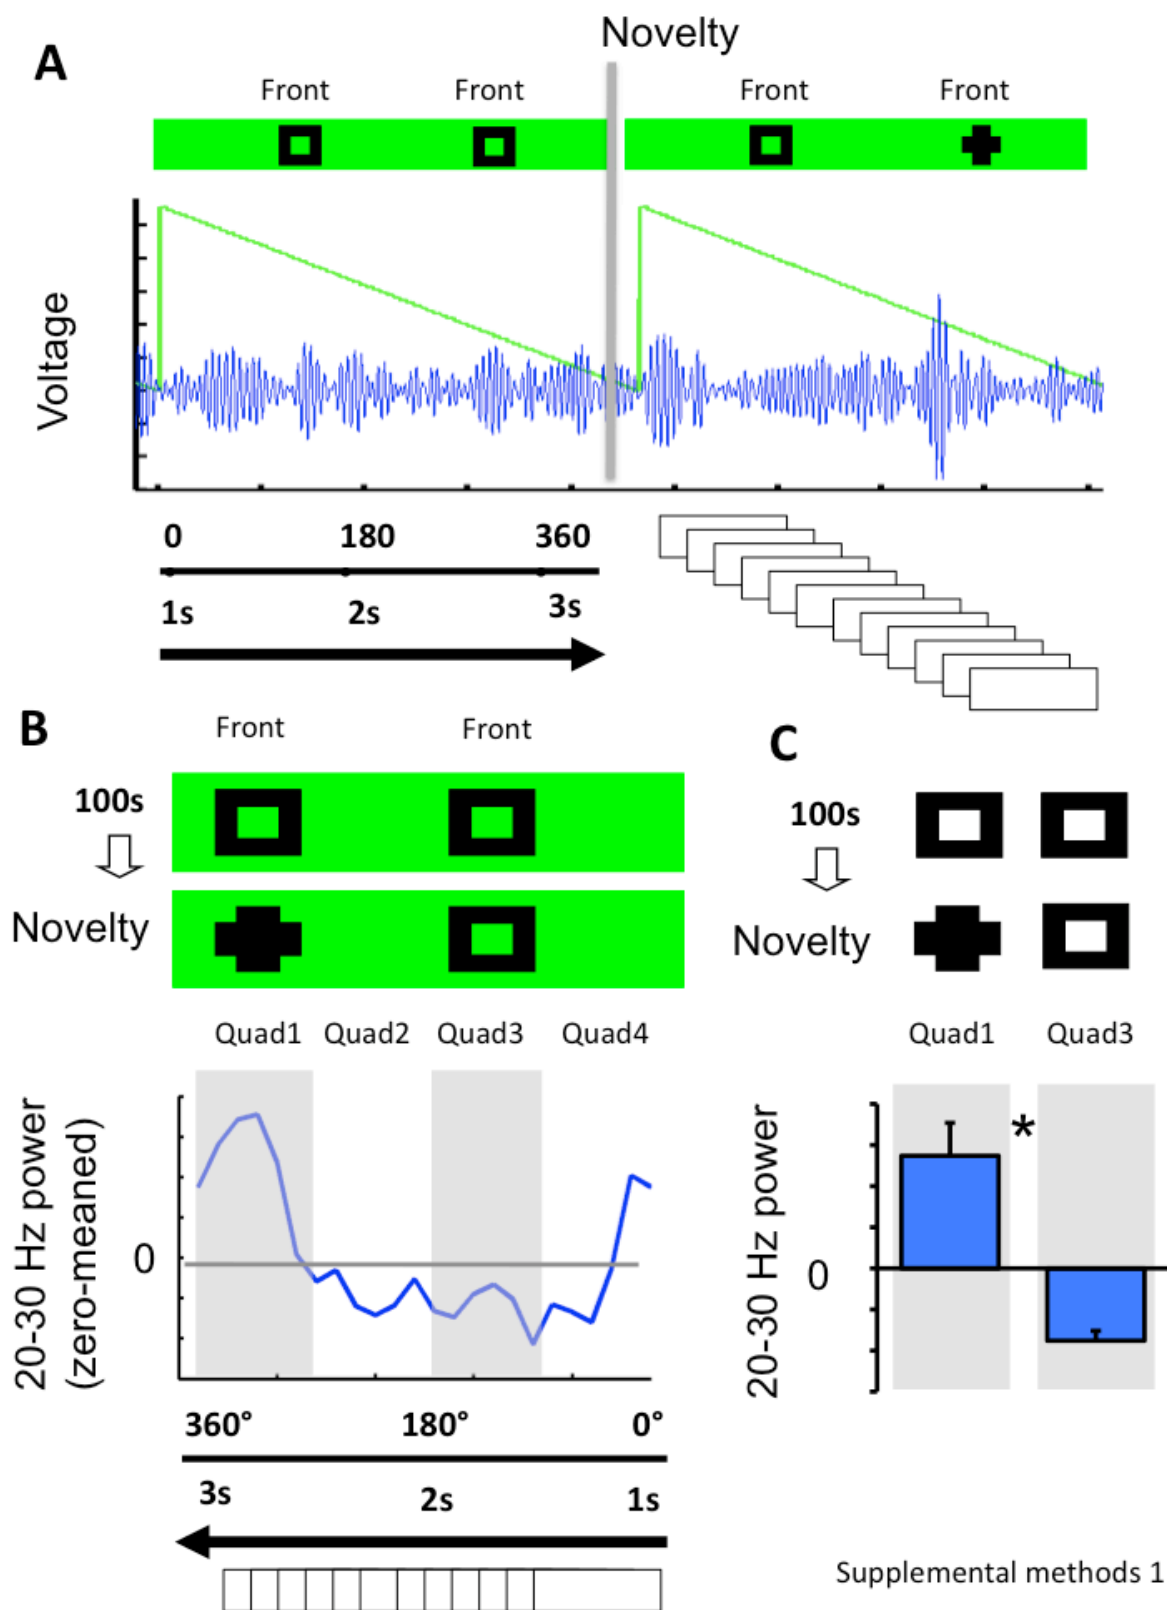 Novelty
A
Front Front Front Front
Voltage
0 180 360
1s 2s 3s
B
Front Front
100s
Novelty
Quad1 Quad2 Quad3 Quad4
20-30 Hz power
(zero-meaned)
0
360° 180° 0°
3s 2s 1s
C
100s
Novelty
Quad1 Quad3
*
20-30 Hz power
0
Supplemental methods 1